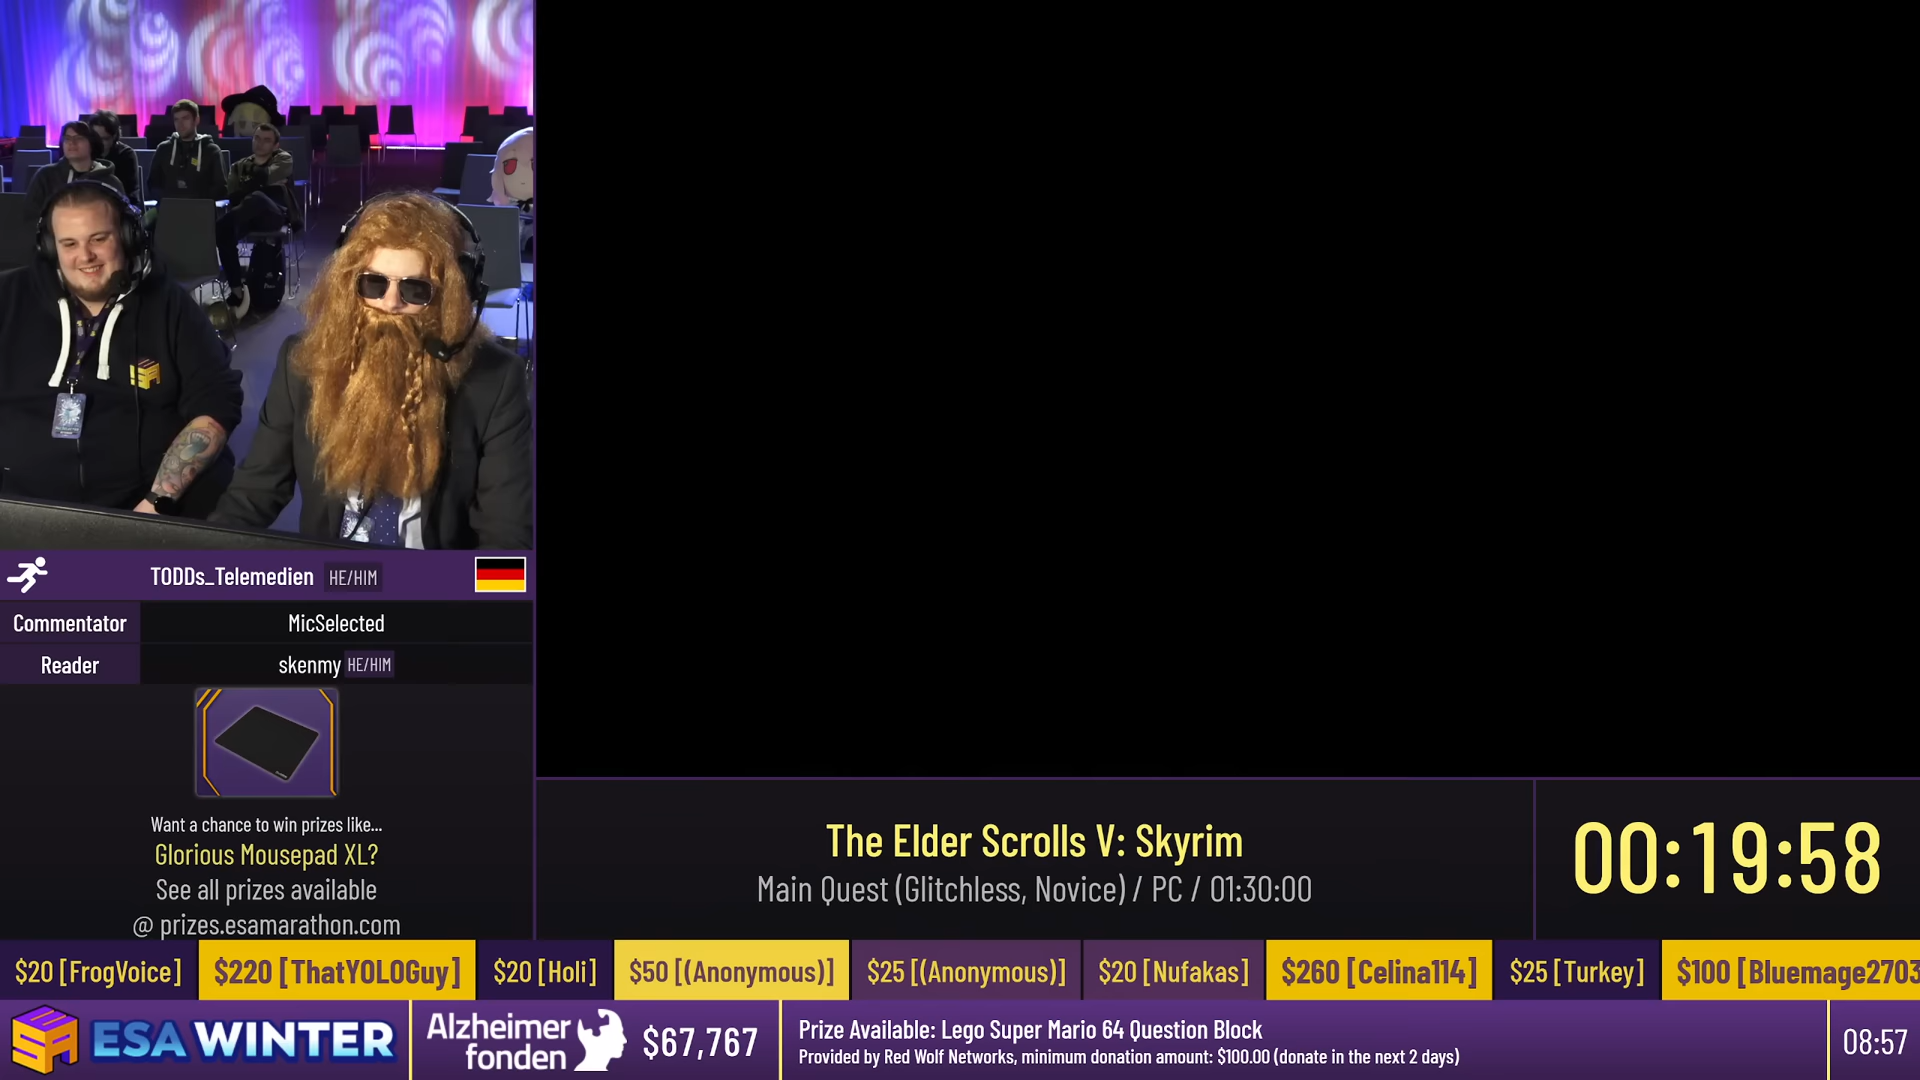 TODDs_Telemedien HE/HIM
Commentator MicSelected
Reader skenmy HE/HIM
Want a chance to win prizes like...
Glorious Mousepad XL?
See all prizes available
@ prizes.esamarathon.com
The Elder Scrolls V: Skyrim
Main Quest (Glitchless, Novice) / PC / 01:30:00
00:19:58
$20 [FrogVoice] $220 [ThatYOLOGuy] $20 [Holi] $50 [(Anonymous)] $25 [(Anonymous)] $20 [Nufakas] $260 [Celina114] $25 [Turkey] $100 [Bluemage2703
ESA WINTER
Alzheimer
fonden
$67,767
Prize Available: Lego Super Mario 64 Question Block
Provided by Red Wolf Networks, minimum donation amount: $100.00 (donate in the next 2 days)
08:57